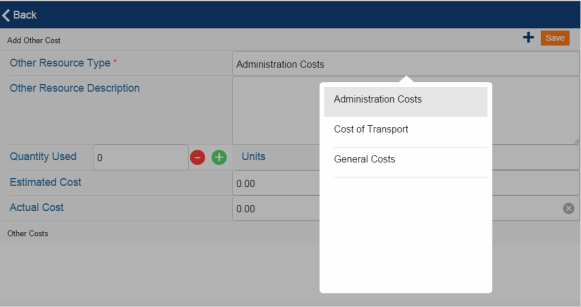 Back
Add Other Cost Save
Other Resource Type * Administration Costs
Other Resource Description
Administration Costs
Cost of Transport
General Costs
Quantity Used 0 Units
Estimated Cost 0.00
Actual Cost 0.00
Other Costs